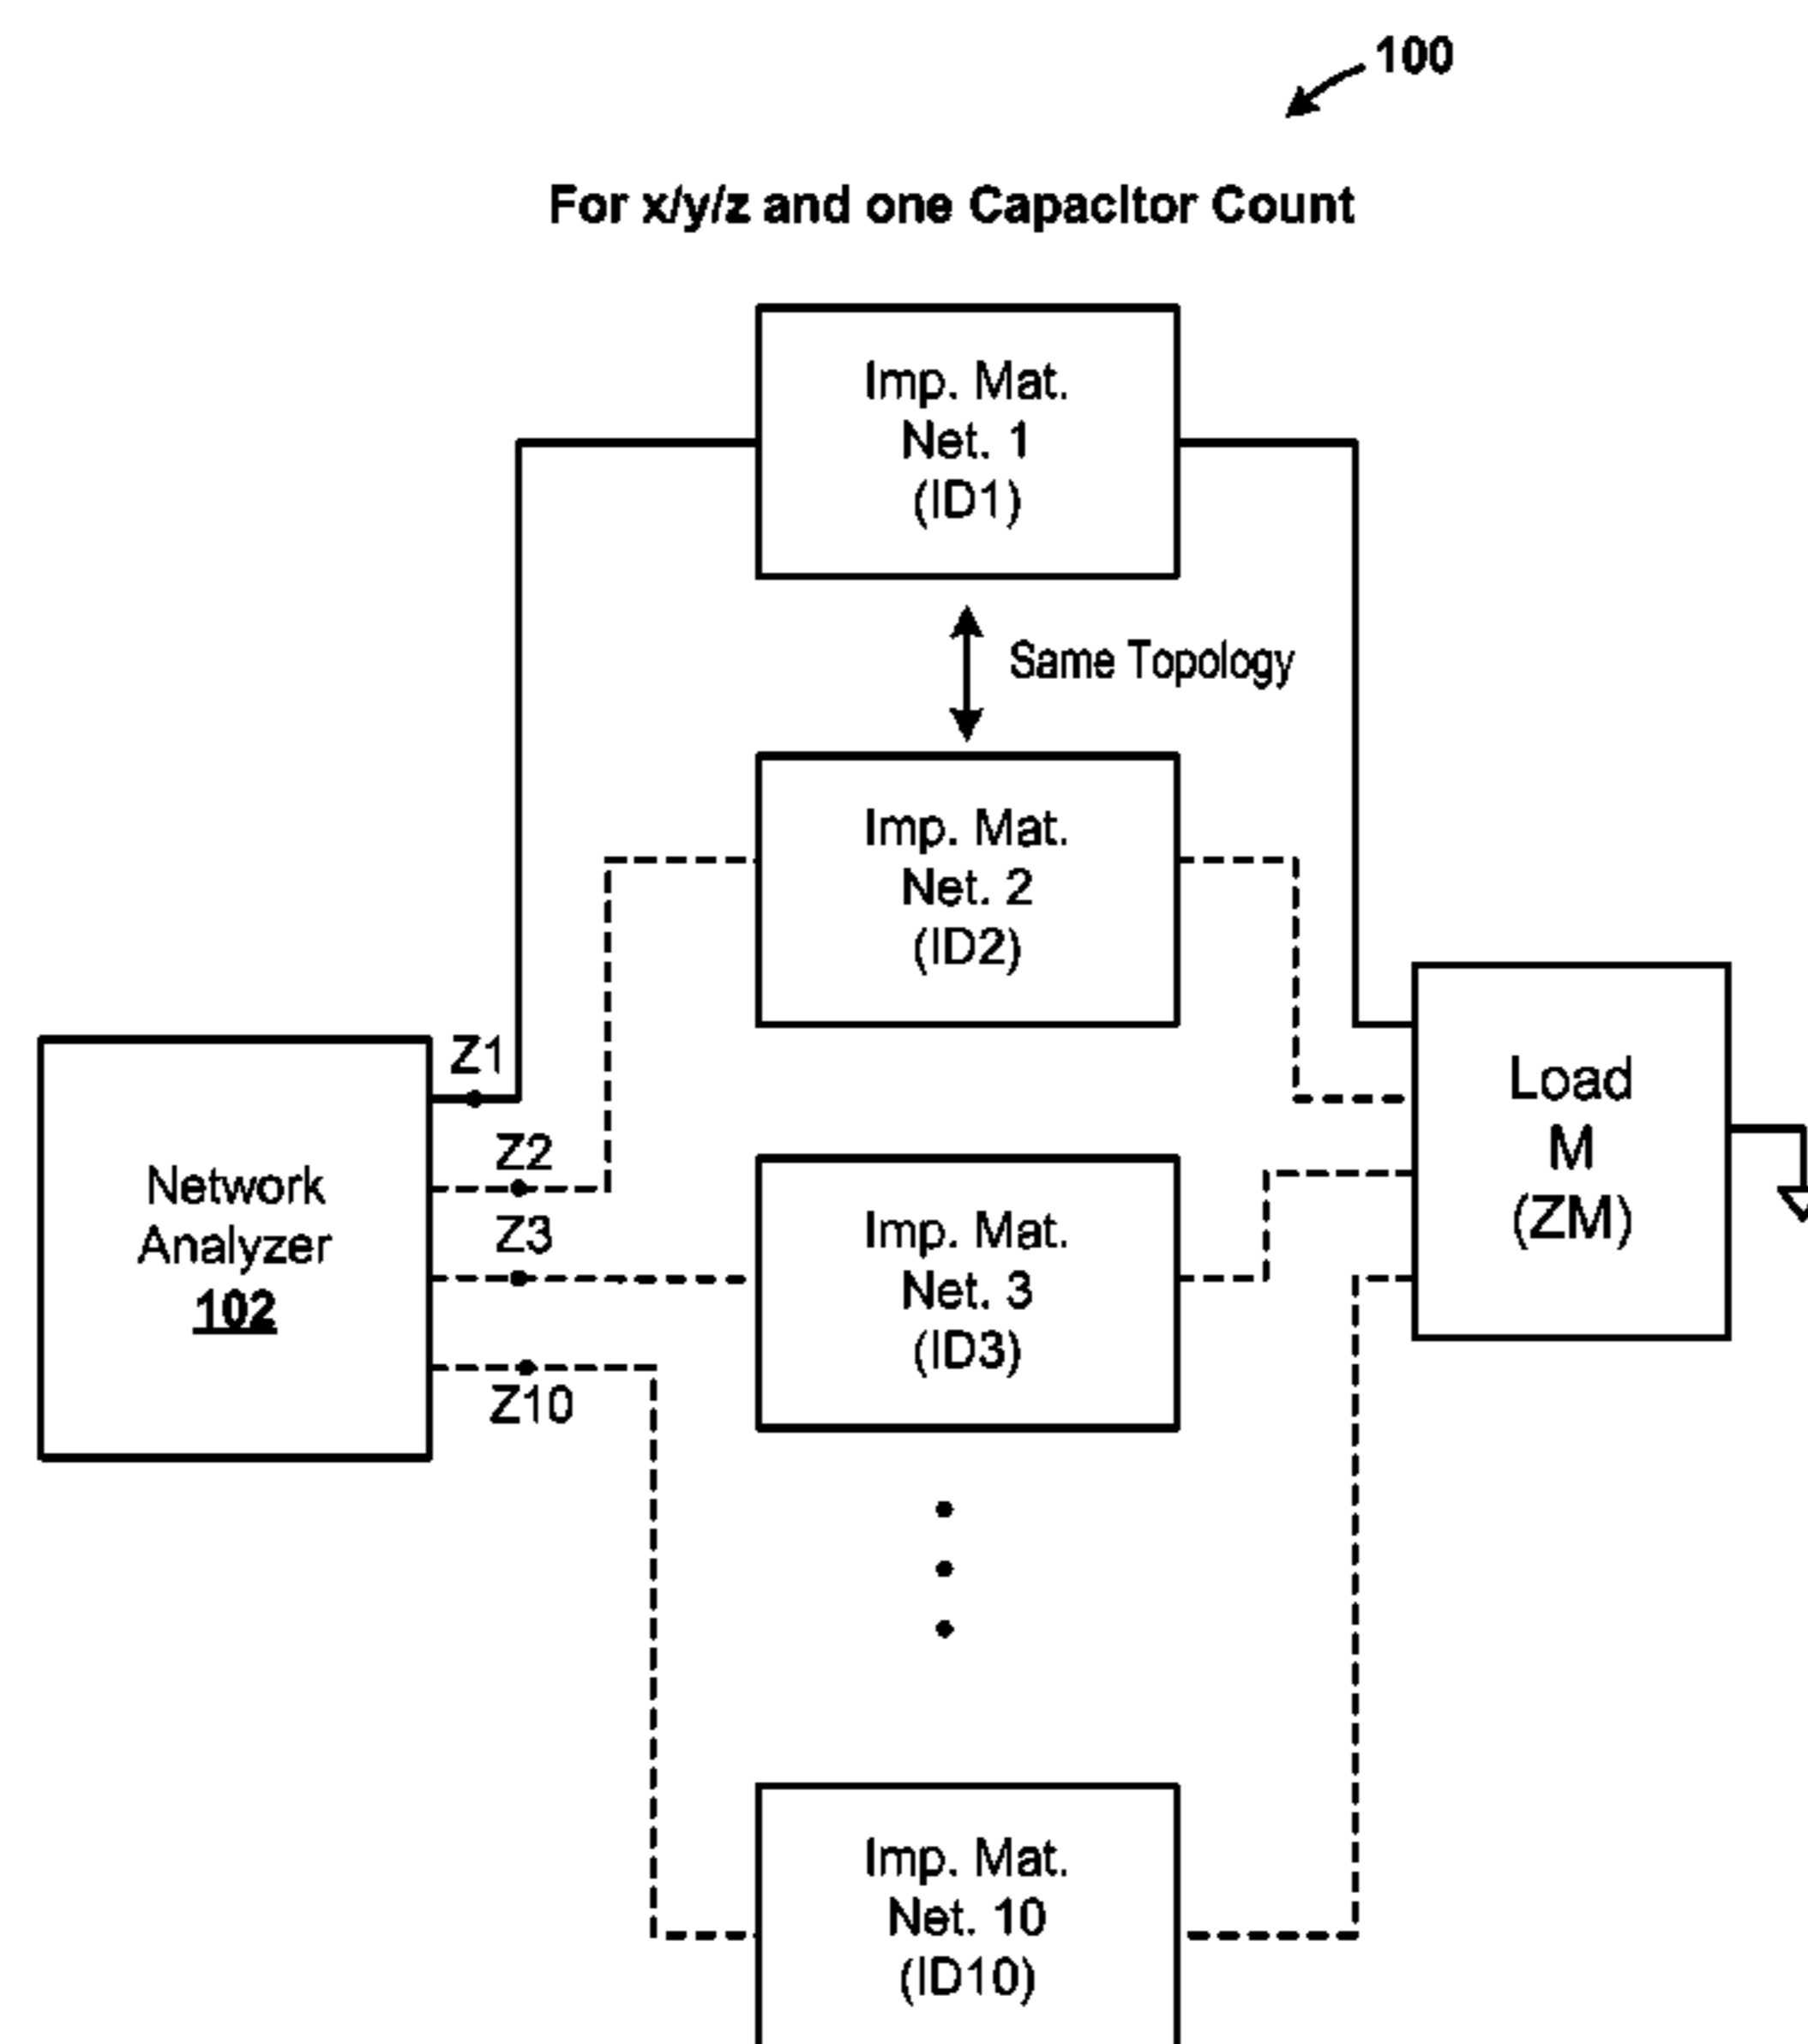 100
For x/y/z and one Capacitor Count
Imp. Mat.
Net. 1
(ID1)
Same Topology
Imp. Mat.
Net. 2
(ID2)
Z1
Z2
Z3
Z10
Network
Analyzer
102
Imp. Mat.
Net. 3
(ID3)
Load
M
(ZM)
Imp. Mat.
Net. 10
(ID10)